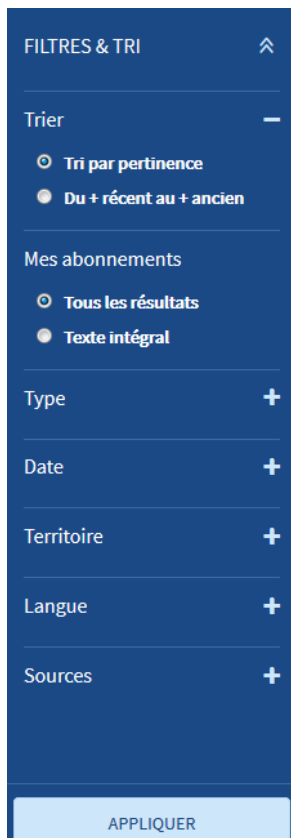 FILTRES & TRI
Trier
Tri par pertinence
Du + récent au + ancien
Mes abonnements
Tous les résultats
Texte intégral
Type
Date
Territoire
Langue
Sources
APPLIQUER